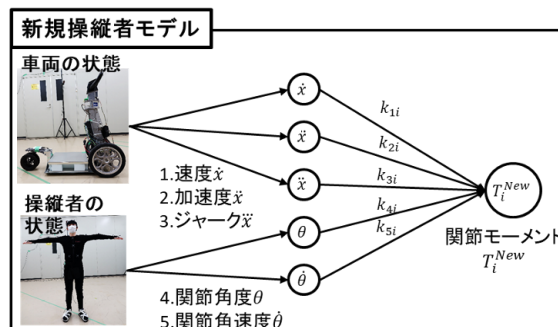 新規操縦者モデル
車両の状態
操縦者の
状態
1.速度ẋ
2.加速度ẍ
3.ジャークẍ
4.関節角度θ
5.関節角速度θ̇
ẋ
ẍ
ẍ
θ
θ̇
k₁ᵢ
k₂ᵢ
k₃ᵢ
k₄ᵢ
k₅ᵢ
Tᵢᴺᵉʷ
関節モーメント
Tᵢᴺᵉʷ